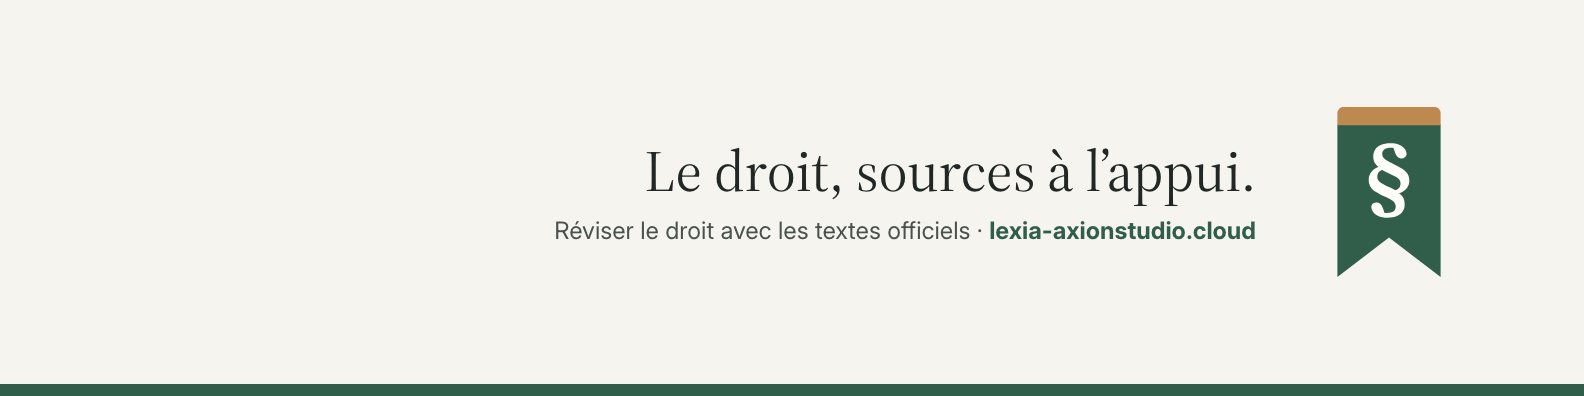 Le droit, sources à l’appui.
Réviser le droit avec les textes officiels · lexia-axionstudio.cloud
§